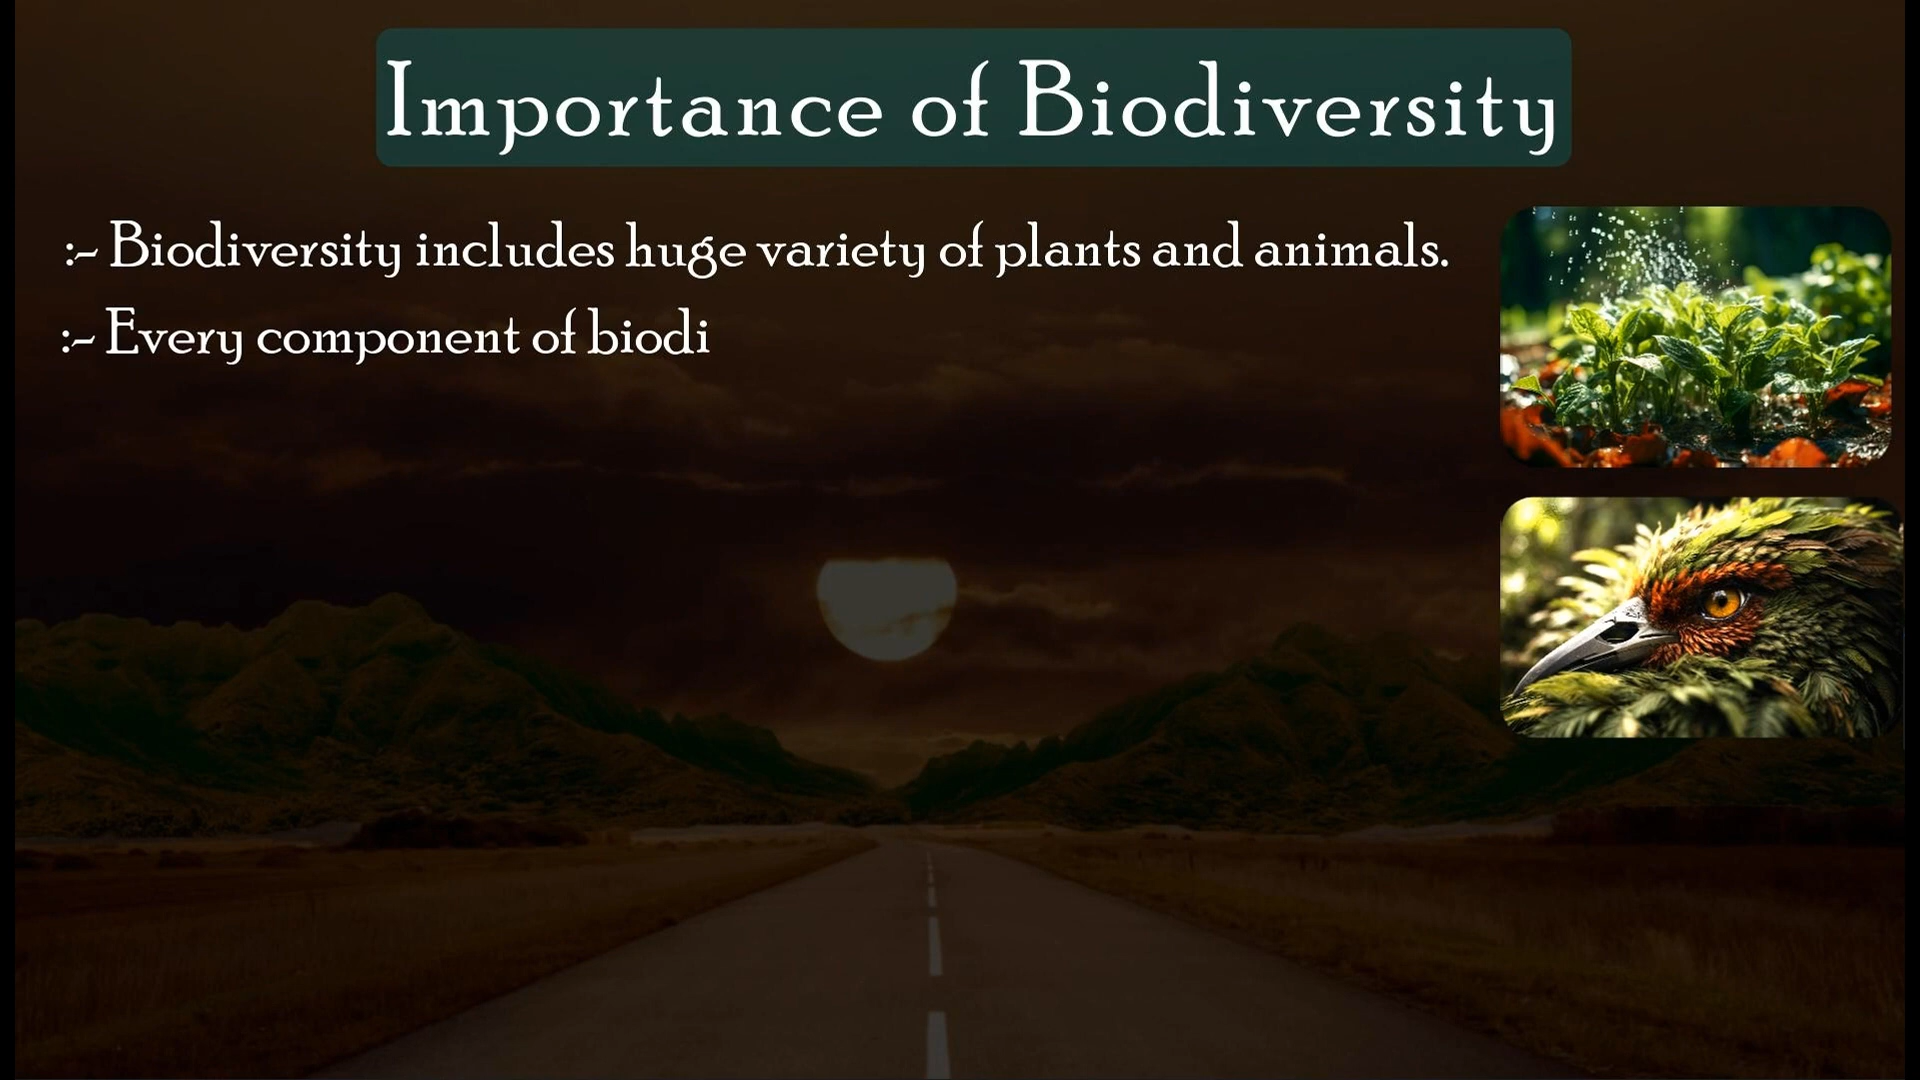 Importance of Biodiversity
:- Biodiversity includes huge variety of plants and animals.
:- Every component of biodi